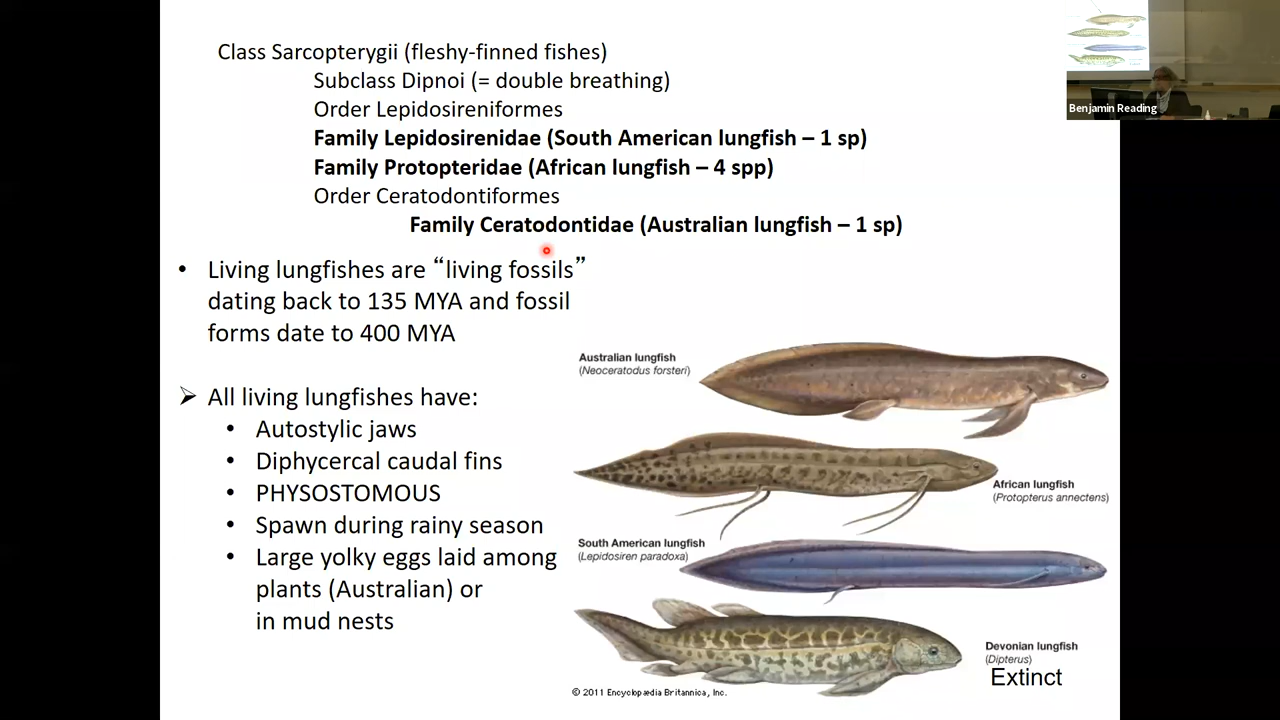 Class Sarcopterygii (fleshy-finned fishes)
Subclass Dipnoi (= double breathing)
Order Lepidosireniformes
Family Lepidosirenidae (South American lungfish – 1 sp)
Family Protopteridae (African lungfish – 4 spp)
Order Ceratodontiformes
Family Ceratodontidae (Australian lungfish – 1 sp)
• Living lungfishes are “living fossils”
dating back to 135 MYA and fossil
forms date to 400 MYA
➢ All living lungfishes have:
• Autostylic jaws
• Diphycercal caudal fins
• PHYSOSTOMOUS
• Spawn during rainy season
• Large yolky eggs laid among
plants (Australian) or
in mud nests
Australian lungfish
(Neoceratodus forsteri)
African lungfish
(Protopterus annectens)
South American lungfish
(Lepidosiren paradoxa)
Devonian lungfish
(Dipterus)
Extinct
© 2011 Encyclopædia Britannica, Inc.
Benjamin Reading